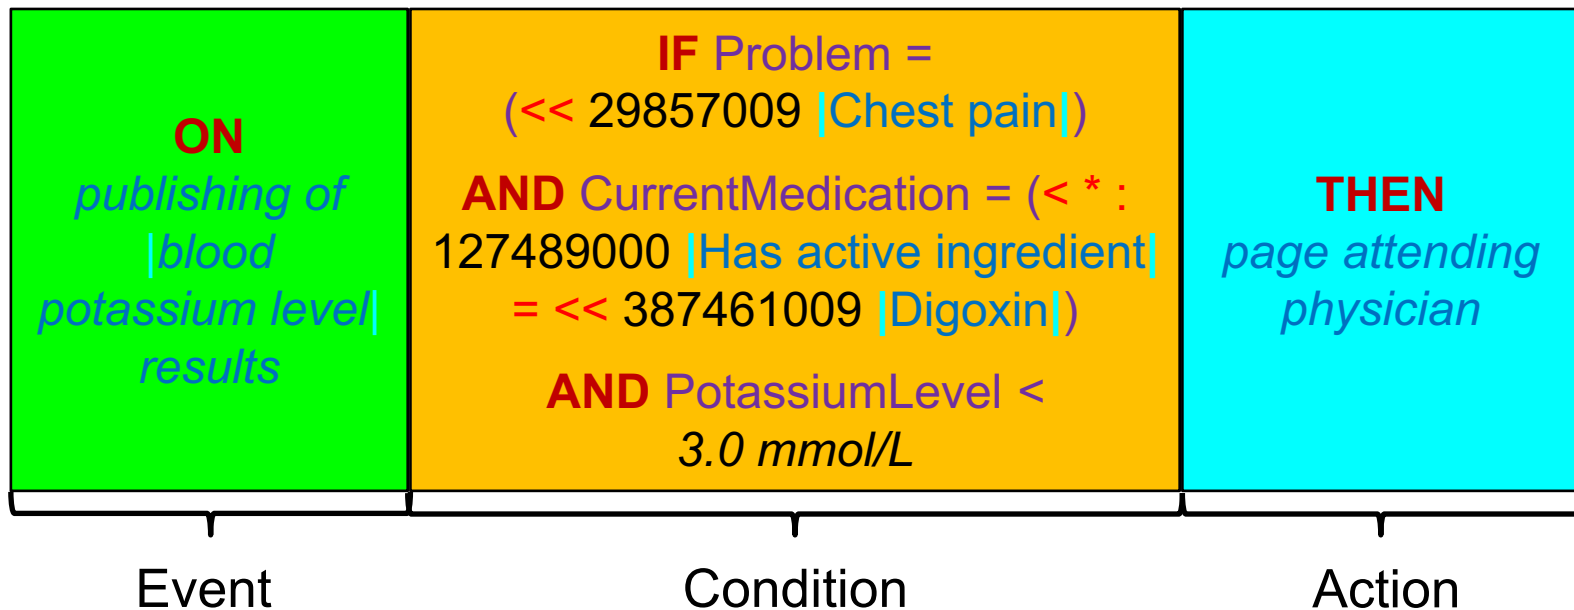 ON
publishing of
|blood
potassium level|
results
IF Problem =
(<< 29857009 |Chest pain|)
AND CurrentMedication = (< * :
127489000 |Has active ingredient|
= << 387461009 |Digoxin|)
AND PotassiumLevel <
3.0 mmol/L
THEN
page attending
physician
Event
Condition
Action